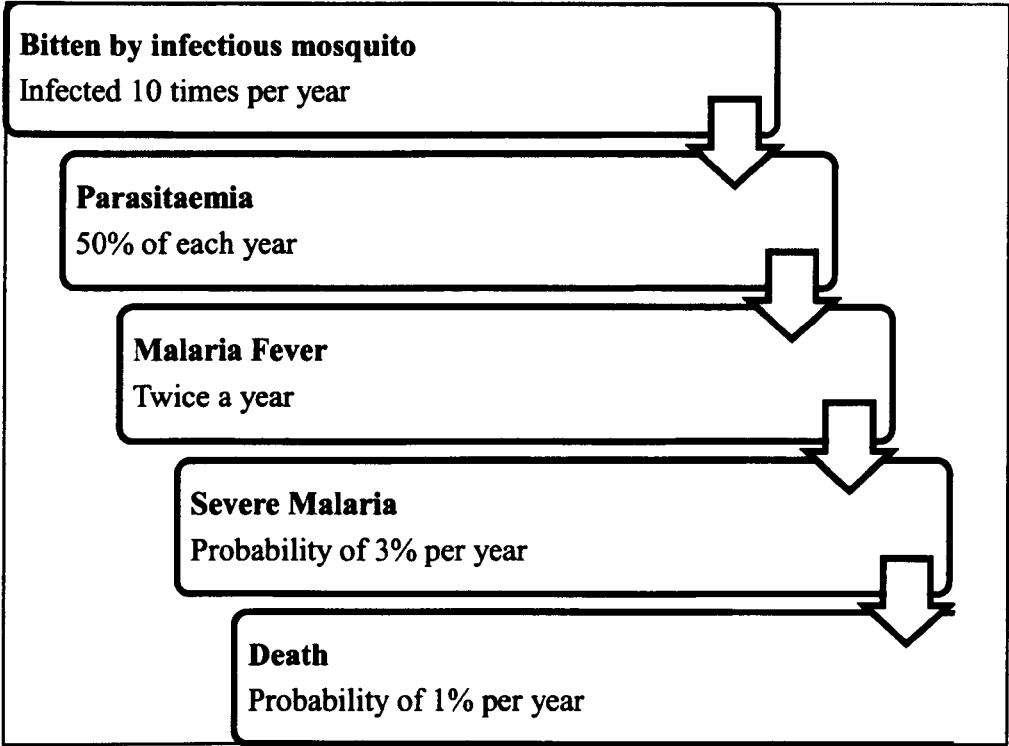 Bitten by infectious mosquito
Infected 10 times per year
Parasitaemia
50% of each year
Malaria Fever
Twice a year
Severe Malaria
Probability of 3% per year
Death
Probability of 1% per year